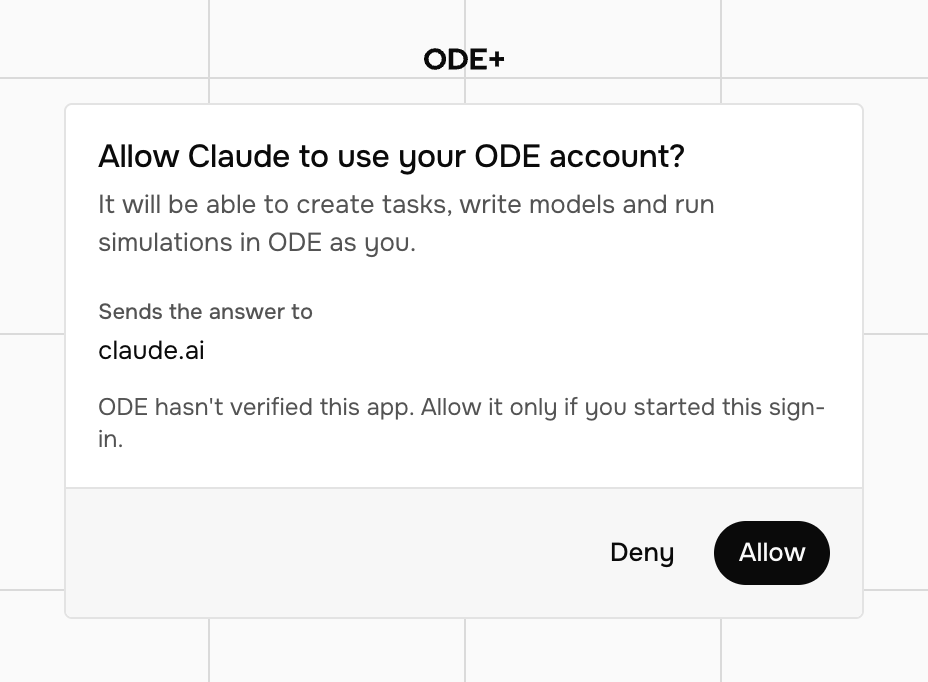 ODE+
Allow Claude to use your ODE account?
It will be able to create tasks, write models and run
simulations in ODE as you.
Sends the answer to
claude.ai
ODE hasn't verified this app. Allow it only if you started this sign-
in.
Deny
Allow